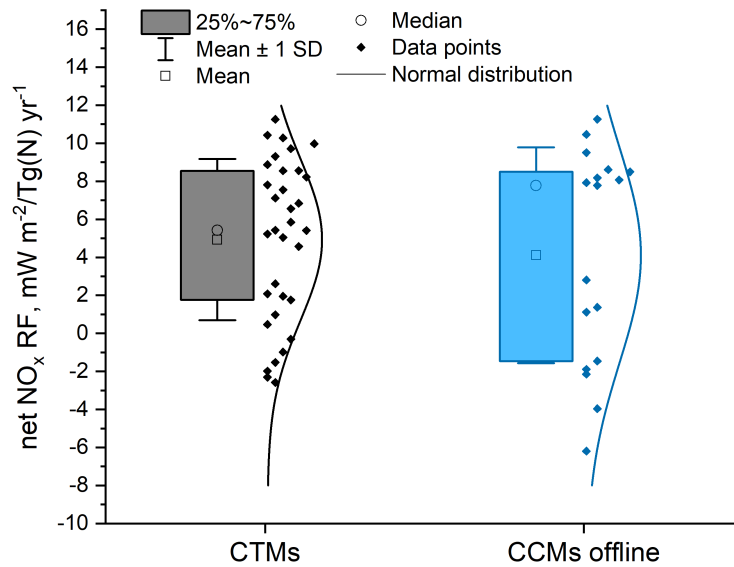 25%~75%
Mean ± 1 SD
Mean
Median
Data points
Normal distribution
net NOₓ RF, mW m⁻²/Tg(N) yr⁻¹
16
14
12
10
8
6
4
2
0
-2
-4
-6
-8
-10
CTMs
CCMs offline